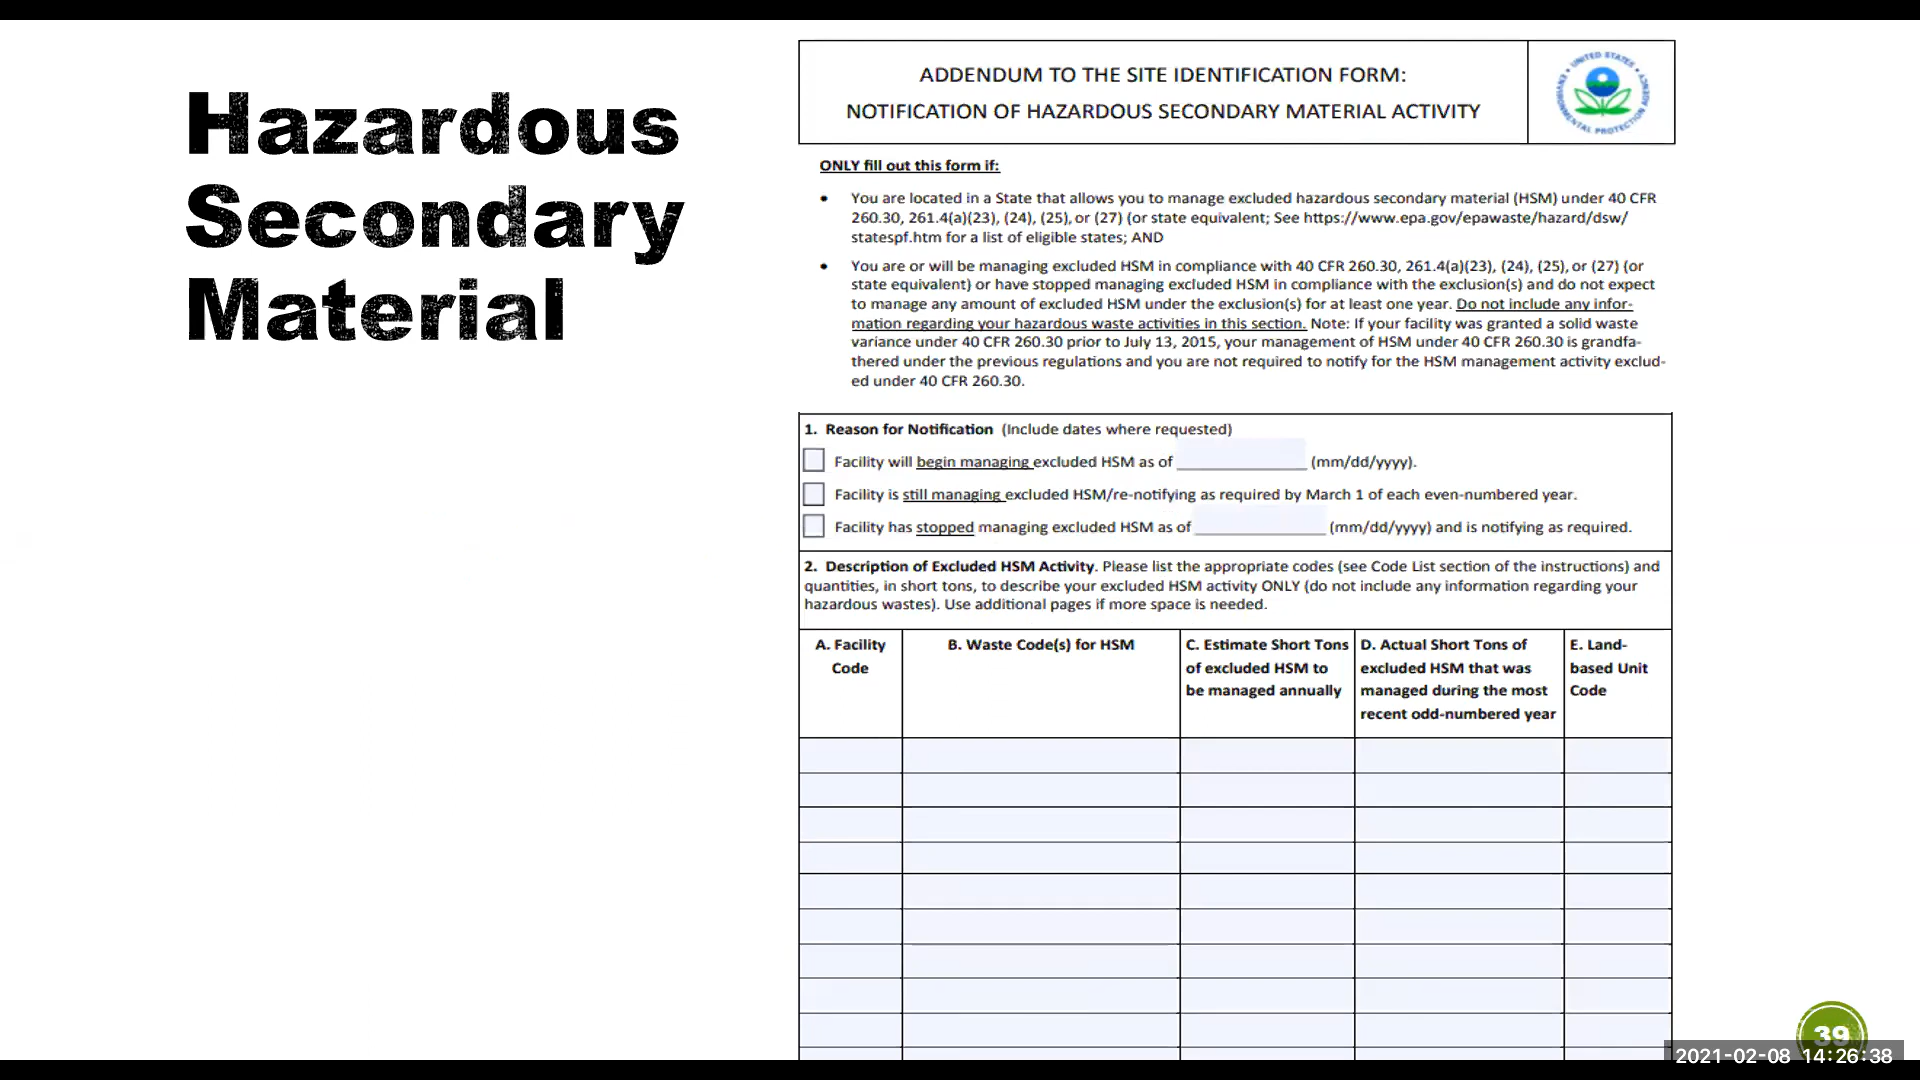 Hazardous
Secondary
Material
ADDENDUM TO THE SITE IDENTIFICATION FORM:
NOTIFICATION OF HAZARDOUS SECONDARY MATERIAL ACTIVITY
UNITED STATES
ENVIRONMENTAL PROTECTION AGENCY
ONLY fill out this form if:
• You are located in a State that allows you to manage excluded hazardous secondary material (HSM) under 40 CFR
260.30, 261.4(a)(23), (24), (25), or (27) (or state equivalent; See https://www.epa.gov/epawaste/hazard/dsw/
statespf.htm for a list of eligible states; AND
• You are or will be managing excluded HSM in compliance with 40 CFR 260.30, 261.4(a)(23), (24), (25), or (27) (or
state equivalent) or have stopped managing excluded HSM in compliance with the exclusion(s) and do not expect
to manage any amount of excluded HSM under the exclusion(s) for at least one year. Do not include any infor-
mation regarding your hazardous waste activities in this section. Note: If your facility was granted a solid waste
variance under 40 CFR 260.30 prior to July 13, 2015, your management of HSM under 40 CFR 260.30 is grandfa-
thered under the previous regulations and you are not required to notify for the HSM management activity exclud-
ed under 40 CFR 260.30.
1. Reason for Notification (Include dates where requested)
Facility will begin managing excluded HSM as of (mm/dd/yyyy).
Facility is still managing excluded HSM/re-notifying as required by March 1 of each even-numbered year.
Facility has stopped managing excluded HSM as of (mm/dd/yyyy) and is notifying as required.
2. Description of Excluded HSM Activity. Please list the appropriate codes (see Code List section of the instructions) and
quantities, in short tons, to describe your excluded HSM activity ONLY (do not include any information regarding your
hazardous wastes). Use additional pages if more space is needed.
A. Facility
Code
B. Waste Code(s) for HSM
C. Estimate Short Tons
of excluded HSM to
be managed annually
D. Actual Short Tons of
excluded HSM that was
managed during the most
recent odd-numbered year
E. Land-
based Unit
Code
39
2021-02-08 14:26:38